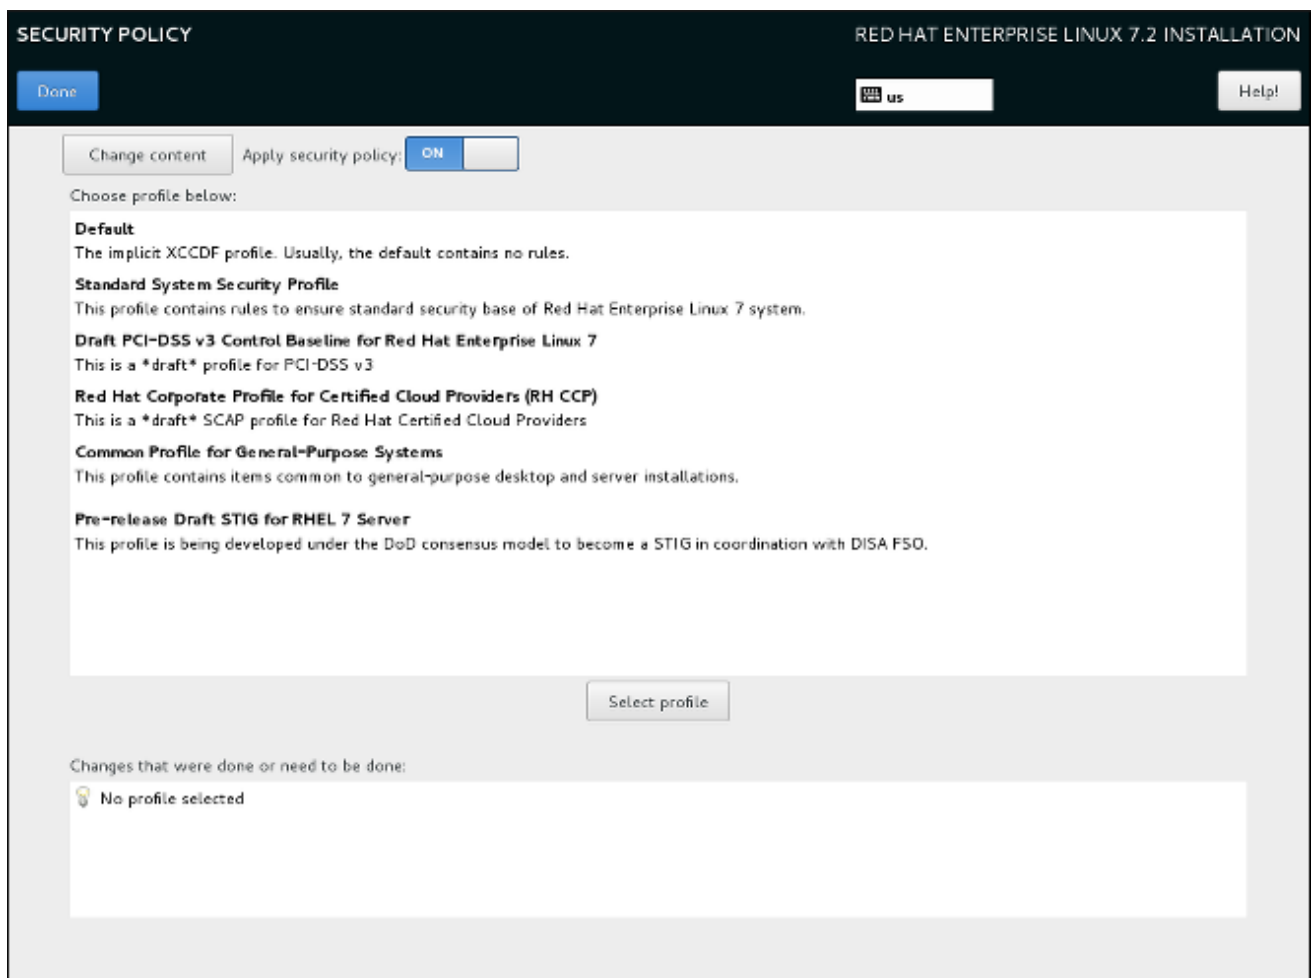 SECURITY POLICY
RED HAT ENTERPRISE LINUX 7.2 INSTALLATION
Done
us
Help!
Change content
Apply security policy:
ON
Choose profile below:
Default
The implicit XCCDF profile. Usually, the default contains no rules.
Standard System Security Profile
This profile contains rules to ensure standard security base of Red Hat Enterprise Linux 7 system.
Draft PCI-DSS v3 Control Baseline for Red Hat Enterprise Linux 7
This is a *draft* profile for PCI-DSS v3
Red Hat Corporate Profile for Certified Cloud Providers (RH CCP)
This is a *draft* SCAP profile for Red Hat Certified Cloud Providers
Common Profile for General-Purpose Systems
This profile contains items common to general-purpose desktop and server installations.
Pre-release Draft STIG for RHEL 7 Server
This profile is being developed under the DoD consensus model to become a STIG in coordination with DISA FSO.
Select profile
Changes that were done or need to be done:
No profile selected